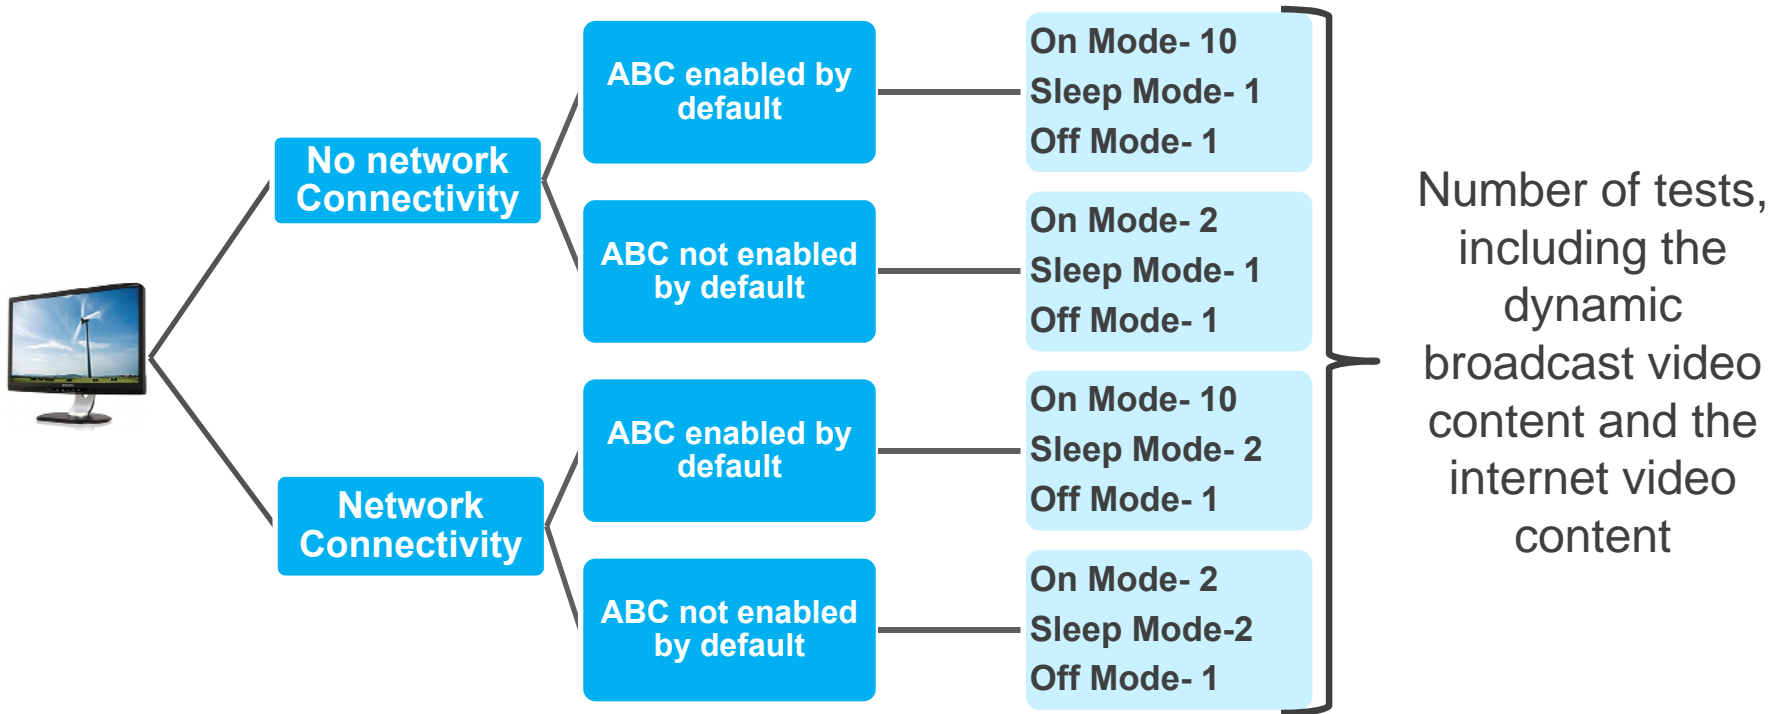 No network
Connectivity
ABC enabled by
default
On Mode- 10
Sleep Mode- 1
Off Mode- 1
ABC not enabled
by default
On Mode- 2
Sleep Mode- 1
Off Mode- 1
Network
Connectivity
ABC enabled by
default
On Mode- 10
Sleep Mode- 2
Off Mode- 1
ABC not enabled
by default
On Mode- 2
Sleep Mode-2
Off Mode- 1
Number of tests,
including the
dynamic
broadcast video
content and the
internet video
content